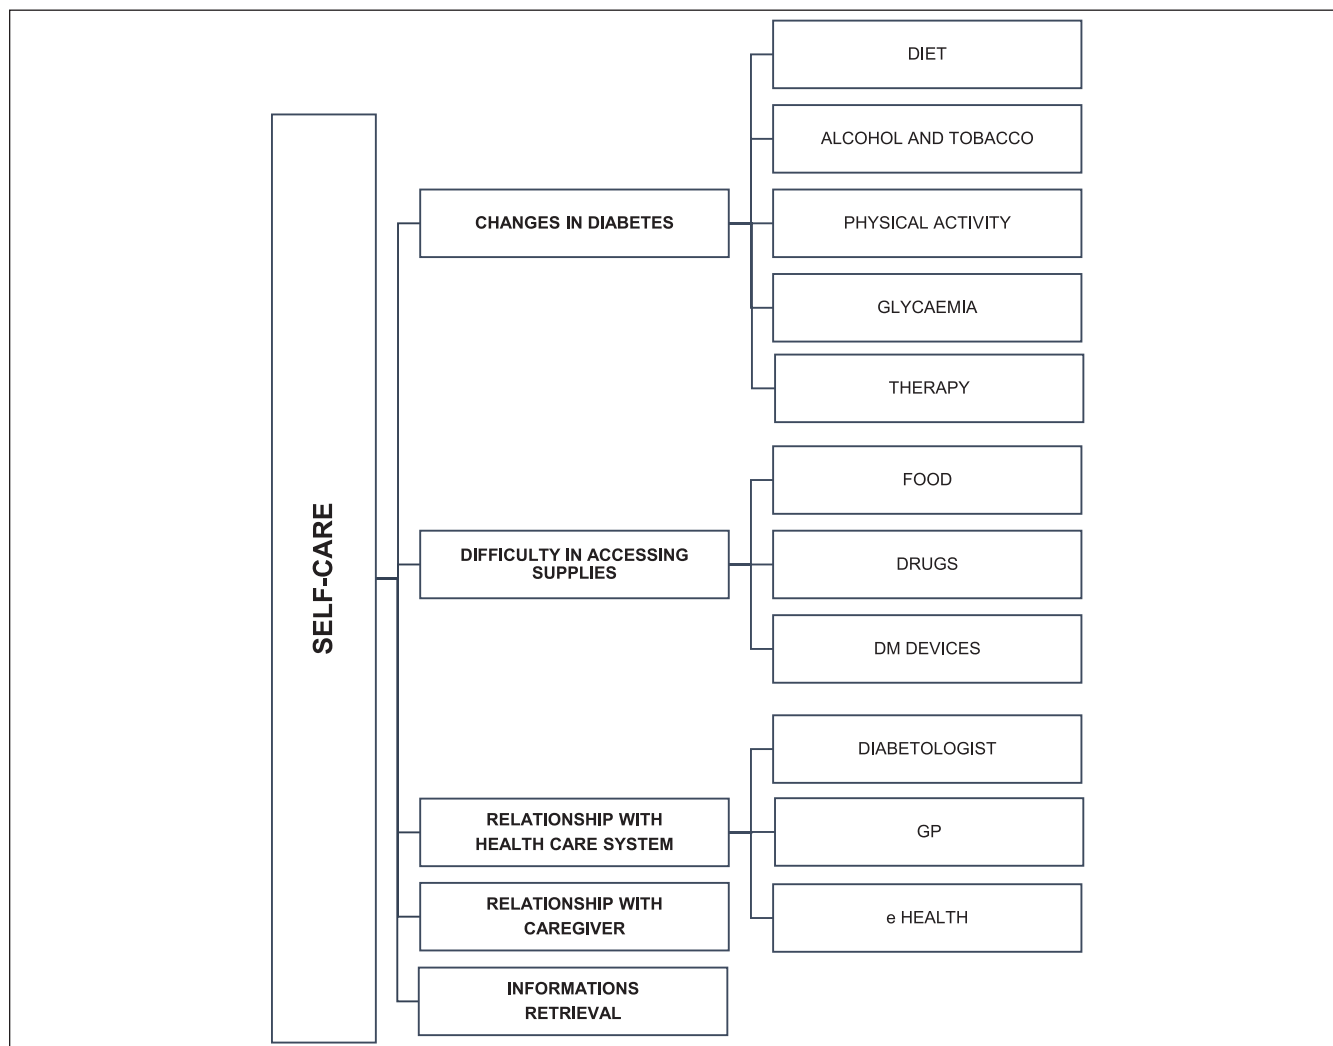 SELF-CARE
CHANGES IN DIABETES
DIET
ALCOHOL AND TOBACCO
PHYSICAL ACTIVITY
GLYCAEMIA
THERAPY
DIFFICULTY IN ACCESSING
SUPPLIES
FOOD
DRUGS
DM DEVICES
RELATIONSHIP WITH
HEALTH CARE SYSTEM
DIABETOLOGIST
GP
e HEALTH
RELATIONSHIP WITH
CAREGIVER
INFORMATIONS
RETRIEVAL